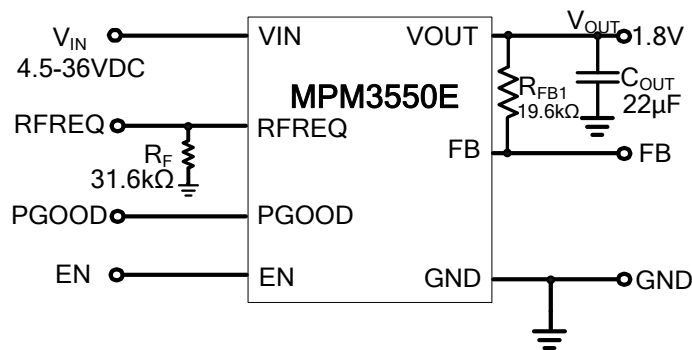 VIN
4.5-36VDC
RFREQ
RF
31.6kΩ
PGOOD
EN
VIN
RFREQ
PGOOD
EN
MPM3550E
VOUT
FB
GND
RFB1
19.6kΩ
VOUT
1.8V
COUT
22µF
FB
GND